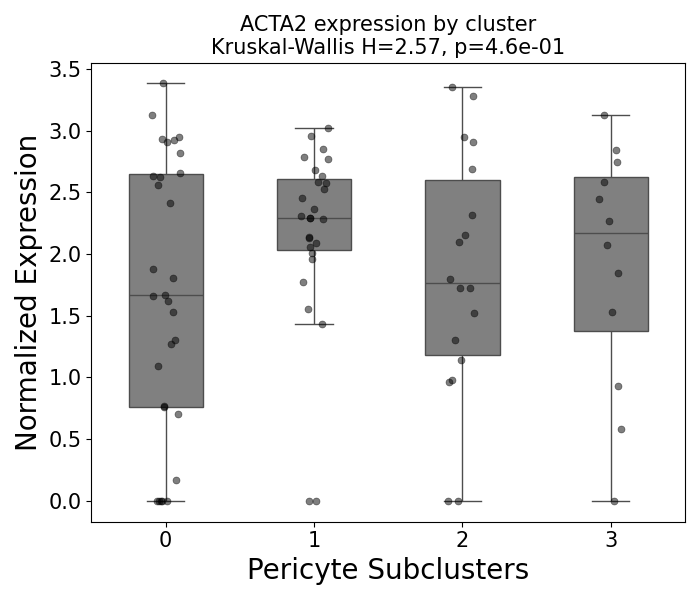 ACTA2 expression by cluster
Kruskal-Wallis H=2.57, p=4.6e-01
Normalized Expression
3.5
3.0
2.5
2.0
1.5
1.0
0.5
0.0
0 1 2 3
Pericyte Subclusters